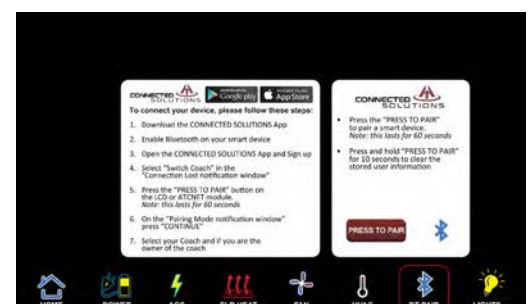 CONNECTED
SOLUTIONS
Google play
App Store
To connect your device, please follow these steps:
1. Download the CONNECTED SOLUTIONS App
2. Enable Bluetooth on your smart device
3. Open the CONNECTED SOLUTIONS App and Sign up
4. Select "Switch Coach" in the
"Connection Lost notification window"
5. Press the "PRESS TO PAIR" button on
the LCD or ATCNET module.
Note: this lasts for 60 seconds
6. On the "Pairing Mode notification window"
press "CONTINUE"
7. Select your Coach and if you are the
owner of the coach
CONNECTED
SOLUTIONS
• Press the "PRESS TO PAIR"
to pair a smart device.
Note: this lasts for 60 seconds
• Press and hold "PRESS TO PAIR"
for 10 seconds to clear the
stored user information
PRESS TO PAIR
HOME POWER AGS FLR HEAT FAN HVAC BT PAIR LIGHTS